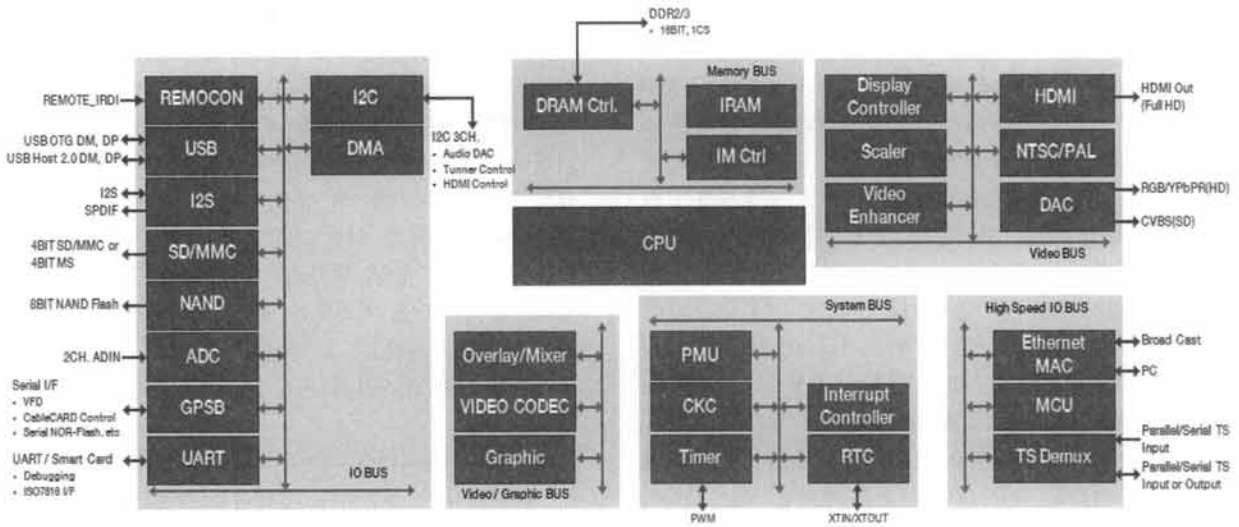 DDR2/3
• 16BIT, 1CS
REMOTE_IRDI
USB OTG DM, DP
USB Host 2.0 DM, DP
I2S
SPDIF
4BIT SD/MMC or
4BIT MS
8BIT NAND Flash
2CH. ADIN
Serial I/F
• VFD
• CableCARD Control
• Serial NOR-Flash, etc
UART / Smart Card
• Debugging
• ISO7816 I/F
REMOCON
USB
I2S
SD/MMC
NAND
ADC
GPSB
UART
I2C
DMA
IO BUS
I2C 3CH.
• Audio DAC
• Tunner Control
• HDMI Control
Memory BUS
DRAM Ctrl.
IRAM
IM Ctrl
CPU
Display
Controller
Scaler
Video
Enhancer
HDMI
NTSC/PAL
DAC
Video BUS
HDMI Out
(Full HD)
RGB/YPbPR(HD)
CVBS(SD)
Overlay/Mixer
VIDEO CODEC
Graphic
Video / Graphic BUS
System BUS
PMU
CKC
Timer
Interrupt
Controller
RTC
PWM
XTIN/XTOUT
High Speed IO BUS
Ethernet
MAC
MCU
TS Demux
Broad Cast
PC
Parallel/Serial TS
Input
Parallel/Serial TS
Input or Output